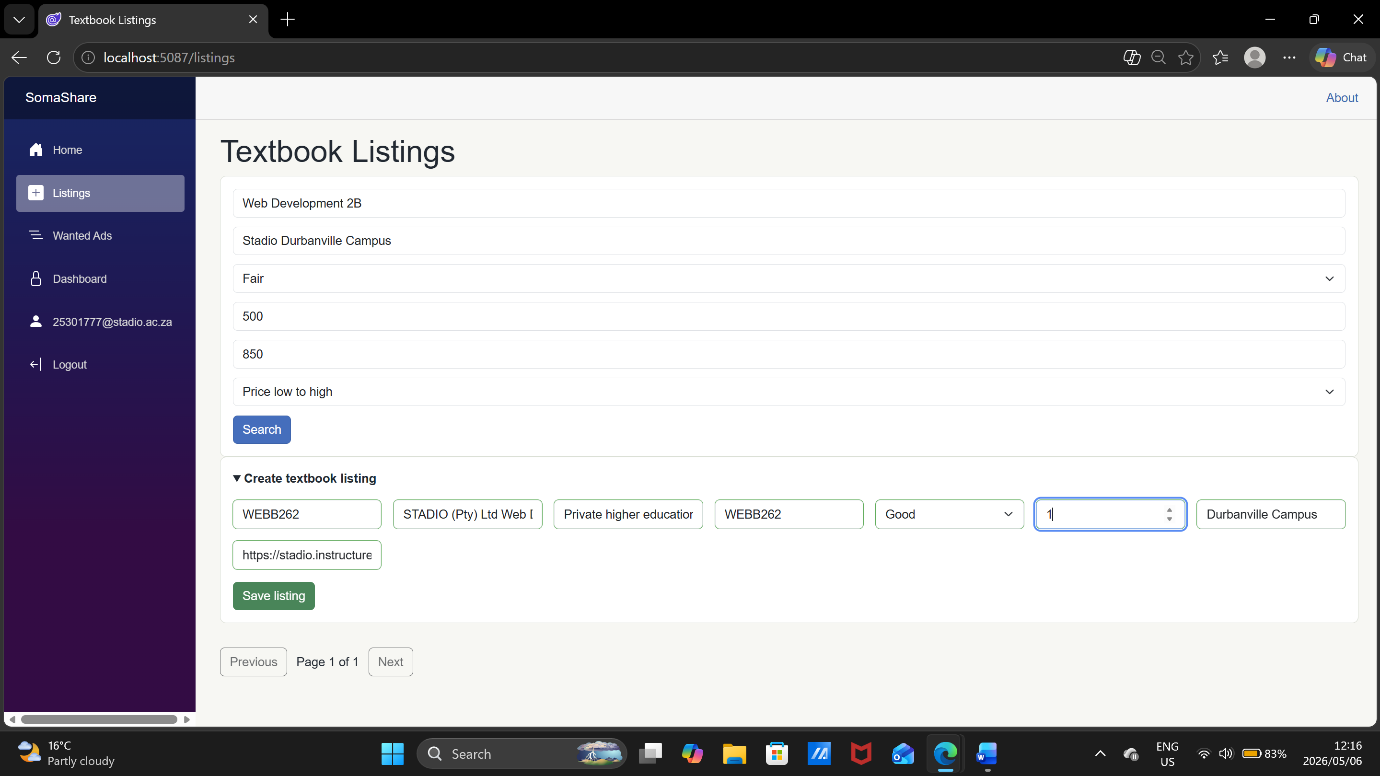 Textbook Listings
localhost:5087/listings
Chat
SomaShare
About
Home
Listings
Wanted Ads
Dashboard
25301777@stadio.ac.za
Logout
Textbook Listings
Web Development 2B
Stadio Durbanville Campus
Fair
500
850
Price low to high
Search
Create textbook listing
WEBB262
STADIO (Pty) Ltd Web
Private higher education
WEBB262
Good
1
Durbanville Campus
https://stadio.instructure
Save listing
Previous
Page 1 of 1
Next
16°C
Partly cloudy
Search
ENG
US
83%
12:16
2026/05/06